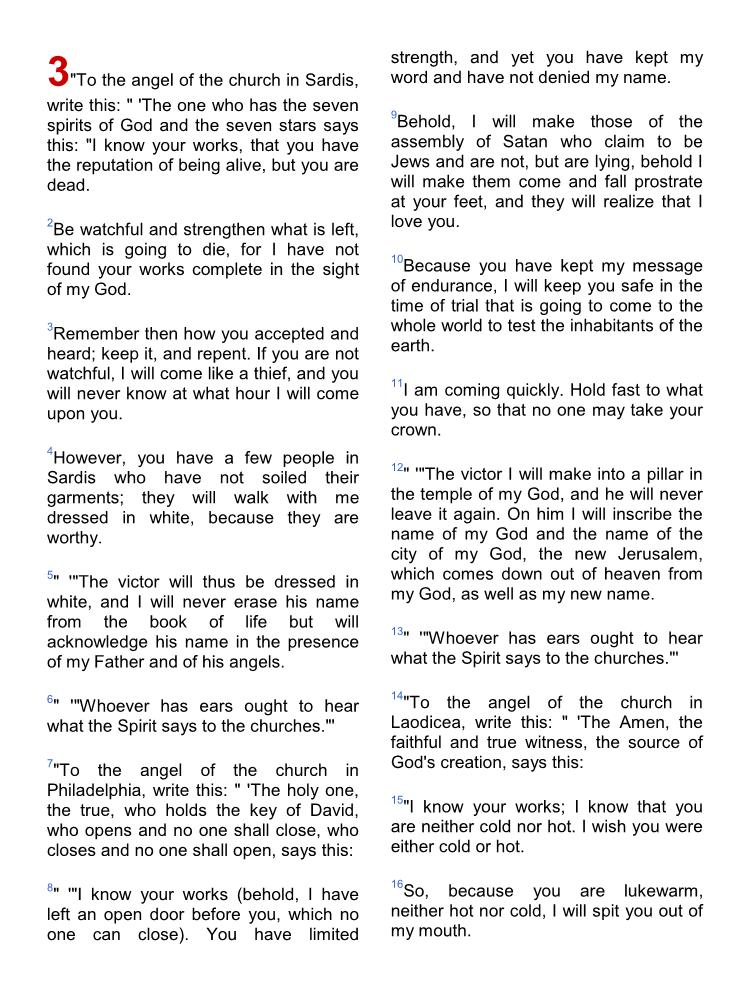 3"To the angel of the church in Sardis,
write this: " 'The one who has the seven
spirits of God and the seven stars says
this: "I know your works, that you have
the reputation of being alive, but you are
dead.
2Be watchful and strengthen what is left,
which is going to die, for I have not
found your works complete in the sight
of my God.
3Remember then how you accepted and
heard; keep it, and repent. If you are not
watchful, I will come like a thief, and you
will never know at what hour I will come
upon you.
4However, you have a few people in
Sardis who have not soiled their
garments; they will walk with me
dressed in white, because they are
worthy.
5" '"The victor will thus be dressed in
white, and I will never erase his name
from the book of life but will
acknowledge his name in the presence
of my Father and of his angels.
6" '"Whoever has ears ought to hear
what the Spirit says to the churches."'
7"To the angel of the church in
Philadelphia, write this: " 'The holy one,
the true, who holds the key of David,
who opens and no one shall close, who
closes and no one shall open, says this:
8" '"I know your works (behold, I have
left an open door before you, which no
one can close). You have limited
strength, and yet you have kept my
word and have not denied my name.
9Behold, I will make those of the
assembly of Satan who claim to be
Jews and are not, but are lying, behold I
will make them come and fall prostrate
at your feet, and they will realize that I
love you.
10Because you have kept my message
of endurance, I will keep you safe in the
time of trial that is going to come to the
whole world to test the inhabitants of the
earth.
11I am coming quickly. Hold fast to what
you have, so that no one may take your
crown.
12" '"The victor I will make into a pillar in
the temple of my God, and he will never
leave it again. On him I will inscribe the
name of my God and the name of the
city of my God, the new Jerusalem,
which comes down out of heaven from
my God, as well as my new name.
13" '"Whoever has ears ought to hear
what the Spirit says to the churches."'
14"To the angel of the church in
Laodicea, write this: " 'The Amen, the
faithful and true witness, the source of
God's creation, says this:
15"I know your works; I know that you
are neither cold nor hot. I wish you were
either cold or hot.
16So, because you are lukewarm,
neither hot nor cold, I will spit you out of
my mouth.